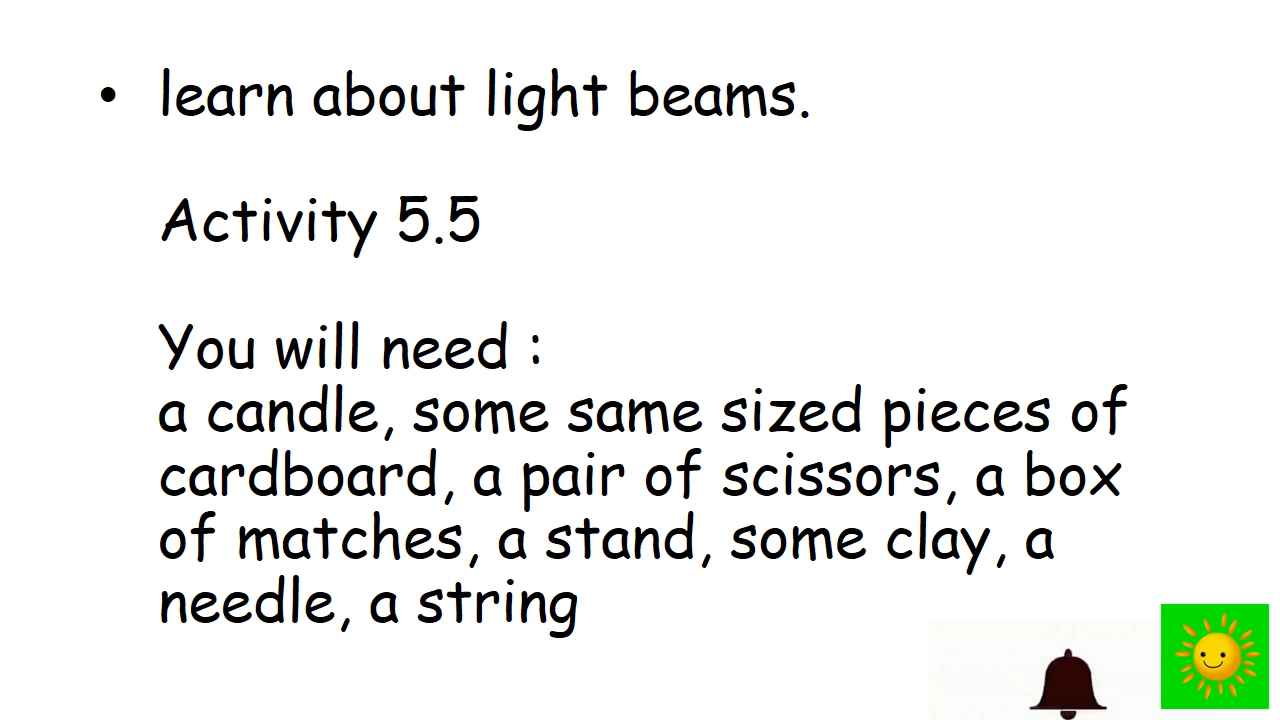 • learn about light beams.
Activity 5.5
You will need :
a candle, some same sized pieces of
cardboard, a pair of scissors, a box
of matches, a stand, some clay, a
needle, a string